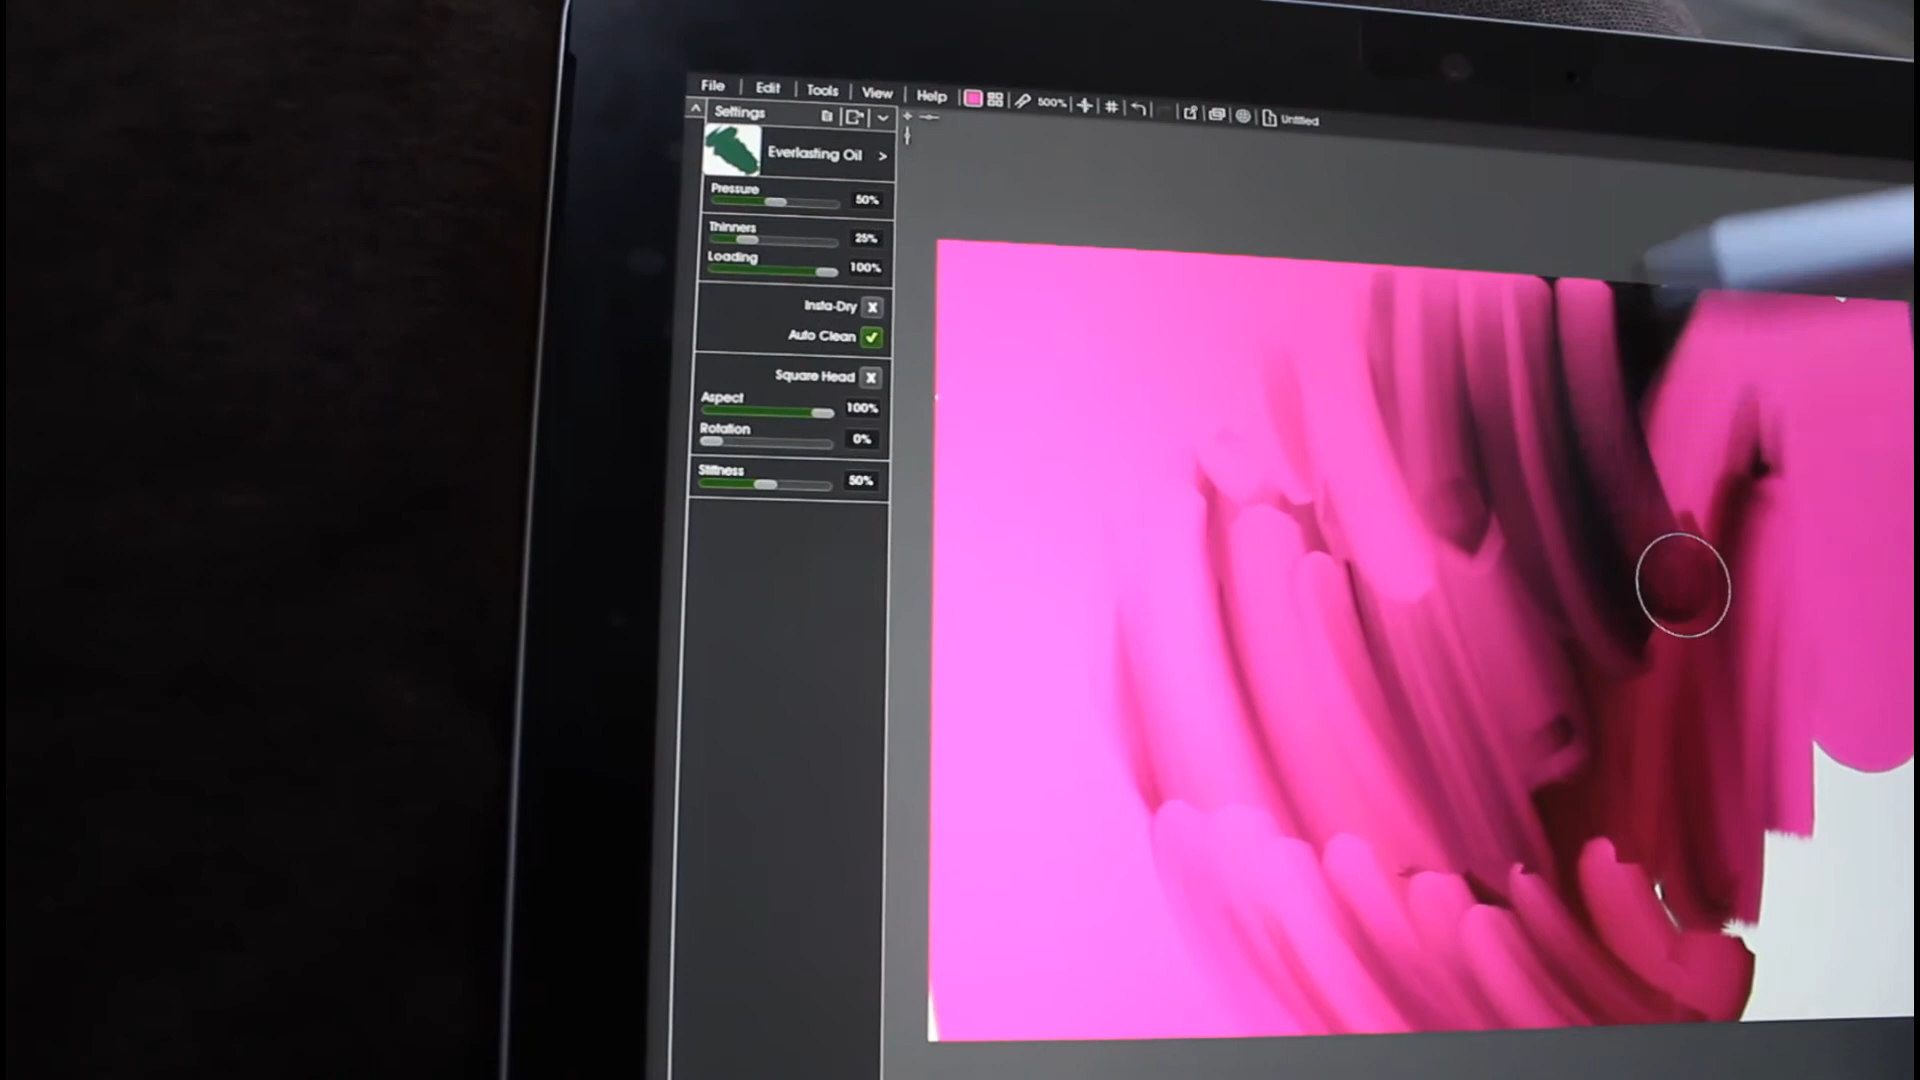 File Edit Tools View Help 500% Untitled
Settings
Everlasting Oil >
Pressure 50%
Thinners 25%
Loading 100%
Insta-Dry
Auto Clean
Square Head
Aspect 100%
Rotation 0%
Stiffness 50%